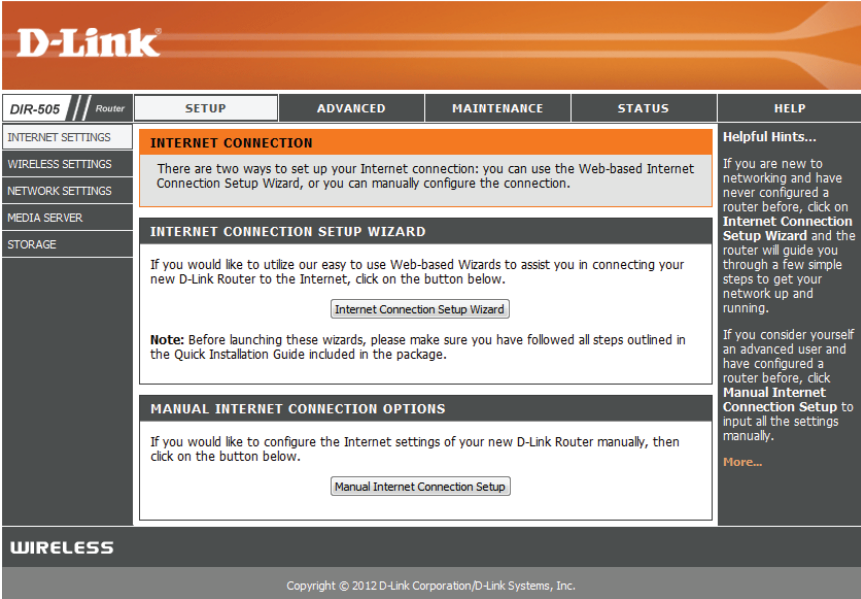 D-Link
DIR-505 // Router
SETUP
ADVANCED
MAINTENANCE
STATUS
HELP
INTERNET SETTINGS
WIRELESS SETTINGS
NETWORK SETTINGS
MEDIA SERVER
STORAGE
INTERNET CONNECTION
There are two ways to set up your Internet connection: you can use the Web-based Internet
Connection Setup Wizard, or you can manually configure the connection.
INTERNET CONNECTION SETUP WIZARD
If you would like to utilize our easy to use Web-based Wizards to assist you in connecting your
new D-Link Router to the Internet, click on the button below.
Internet Connection Setup Wizard
Note: Before launching these wizards, please make sure you have followed all steps outlined in
the Quick Installation Guide included in the package.
MANUAL INTERNET CONNECTION OPTIONS
If you would like to configure the Internet settings of your new D-Link Router manually, then
click on the button below.
Manual Internet Connection Setup
Helpful Hints...
If you are new to
networking and have
never configured a
router before, click on
Internet Connection
Setup Wizard and the
router will guide you
through a few simple
steps to get your
network up and
running.
If you consider yourself
an advanced user and
have configured a
router before, click
Manual Internet
Connection Setup to
input all the settings
manually.
More...
WIRELESS
Copyright © 2012 D-Link Corporation/D-Link Systems, Inc.